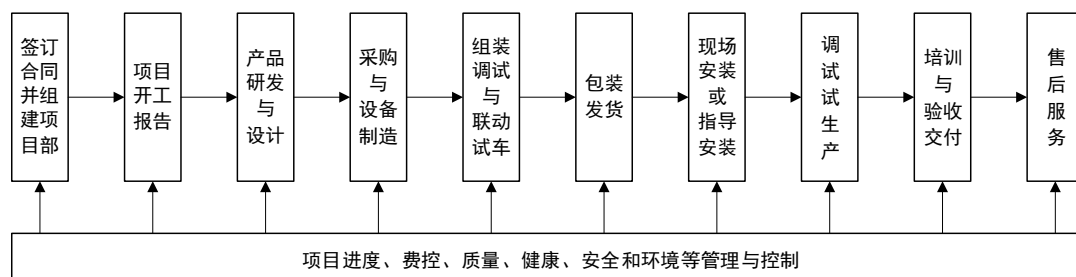 签订
合同
并组
建项
目部
项目
开工
报告
产品
研发
与
设计
采购
与
设备
制造
组装
调试
与
联动
试车
包装
发货
现场
安装
或
指导
安装
调
试
试
生
产
培训
与
验收
交付
售
后
服
务
项目进度、费控、质量、健康、安全和环境等管理与控制